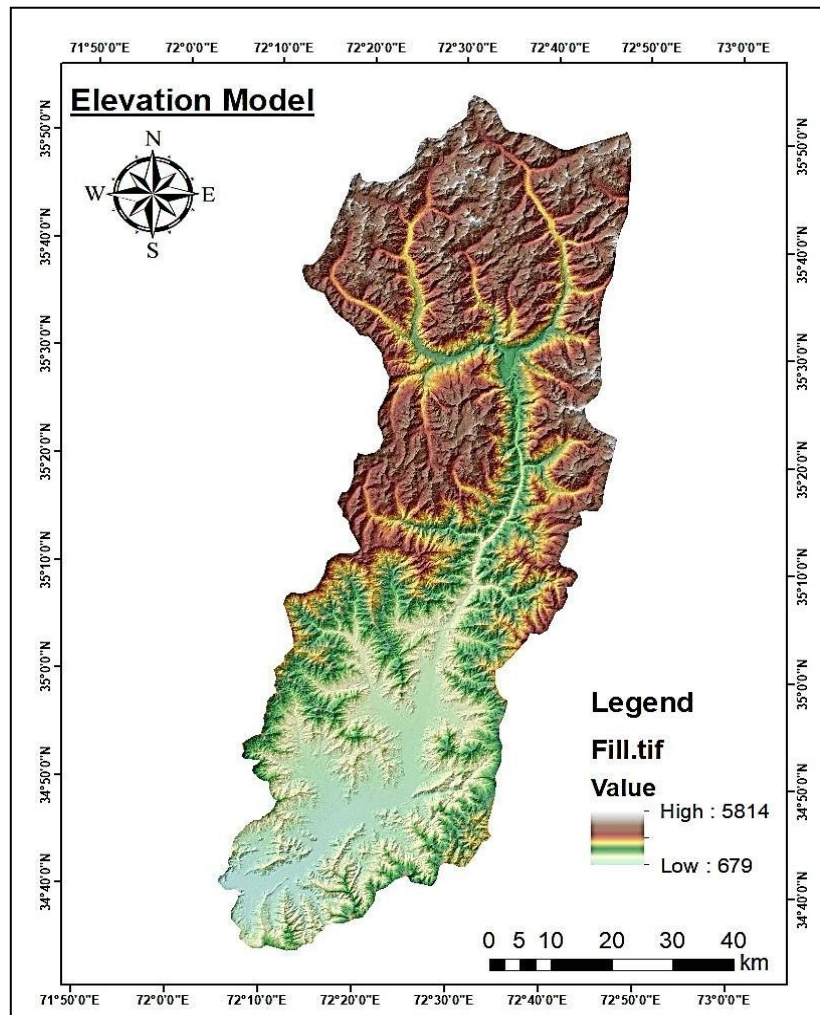 71°50'0"E 72°0'0"E 72°10'0"E 72°20'0"E 72°30'0"E 72°40'0"E 72°50'0"E 73°0'0"E
Elevation Model
N
W E
S
35°50'0"N
35°40'0"N
35°30'0"N
35°20'0"N
35°10'0"N
35°0'0"N
34°50'0"N
34°40'0"N
35°50'0"N
35°40'0"N
35°30'0"N
35°20'0"N
35°10'0"N
35°0'0"N
34°50'0"N
34°40'0"N
Legend
Fill.tif
Value
High : 5814
Low : 679
0 5 10 20 30 40
km
71°50'0"E 72°0'0"E 72°10'0"E 72°20'0"E 72°30'0"E 72°40'0"E 72°50'0"E 73°0'0"E